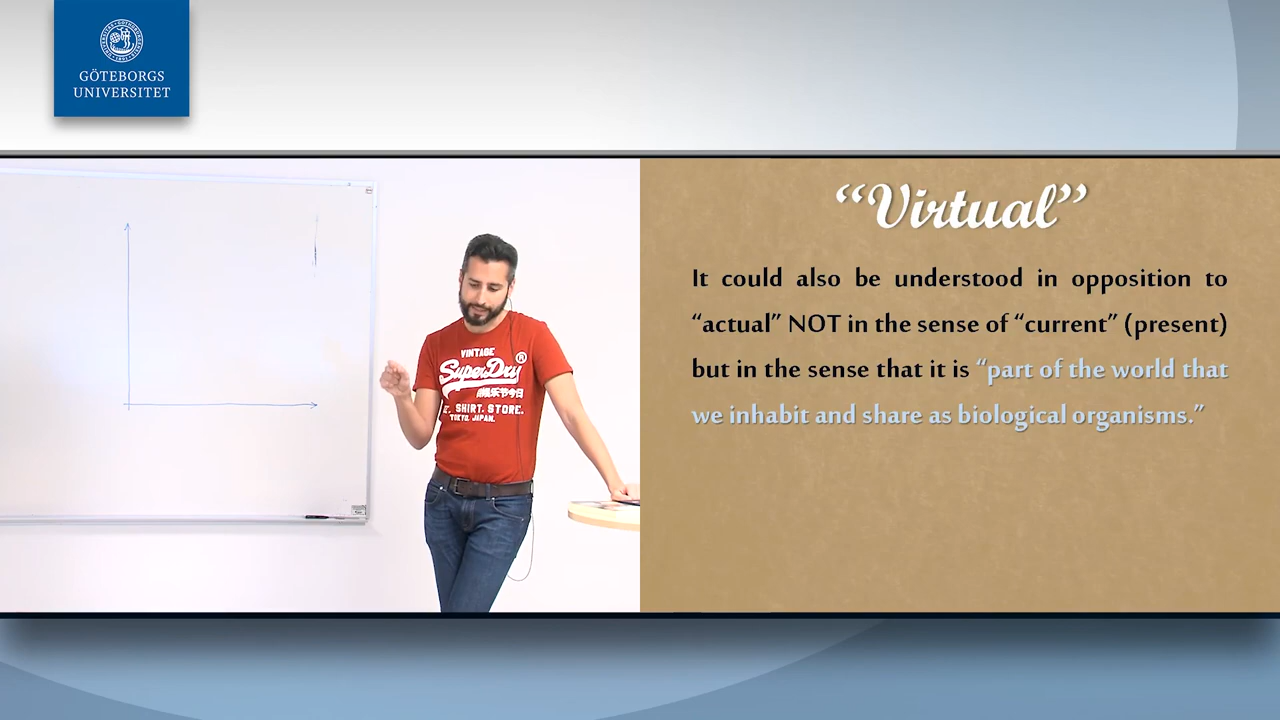 GÖTEBORGS
UNIVERSITET
VINTAGE
SuperDry®
SHIRT. STORE.
TOKYO. JAPAN.
“Virtual”
It could also be understood in opposition to
“actual” NOT in the sense of “current” (present)
but in the sense that it is “part of the world that
we inhabit and share as biological organisms.”